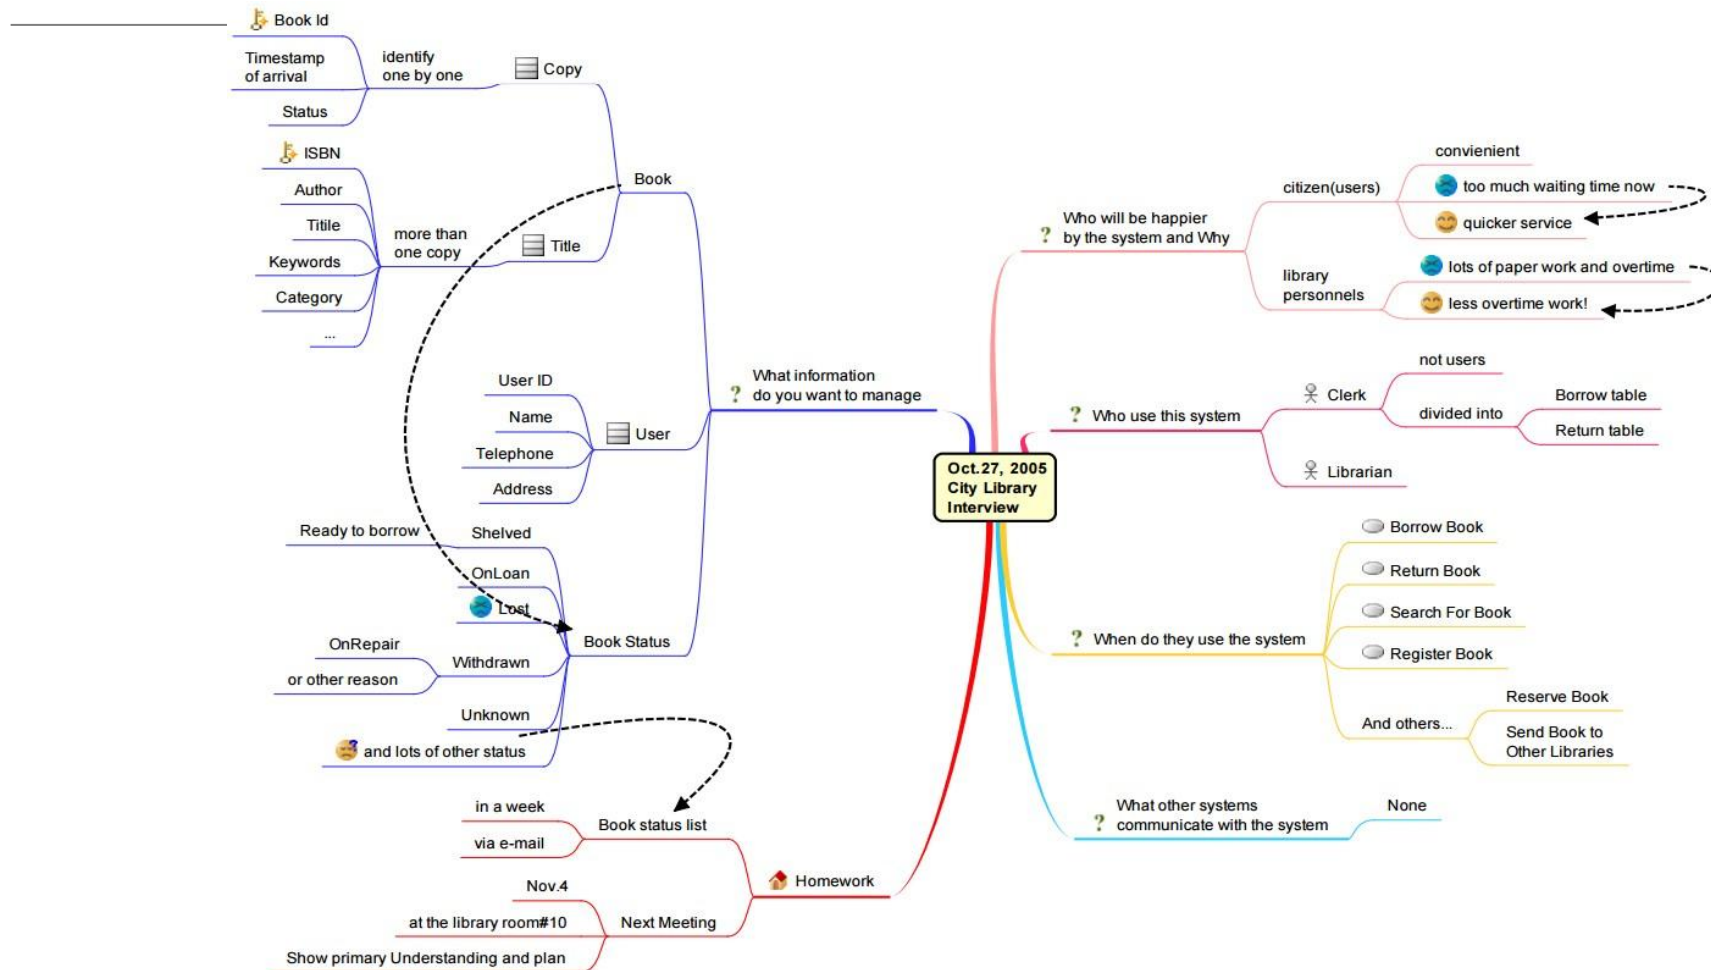 Oct.27, 2005
City Library
Interview
Who will be happier
by the system and Why
citizen(users)
convienient
too much waiting time now
quicker service
library
personnels
lots of paper work and overtime
less overtime work!
Who use this system
Clerk
not users
divided into
Borrow table
Return table
Librarian
When do they use the system
Borrow Book
Return Book
Search For Book
Register Book
And others...
Reserve Book
Send Book to
Other Libraries
What other systems
communicate with the system
None
What information
do you want to manage
Book
Copy
identify
one by one
Book Id
Timestamp
of arrival
Status
Title
more than
one copy
ISBN
Author
Titile
Keywords
Category
...
User
User ID
Name
Telephone
Address
Book Status
Shelved
Ready to borrow
OnLoan
Lost
Withdrawn
OnRepair
or other reason
Unknown
and lots of other status
Homework
Book status list
in a week
via e-mail
Next Meeting
Nov.4
at the library room#10
Show primary Understanding and plan